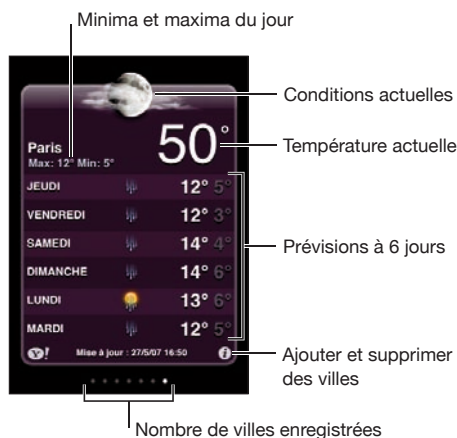 Minima et maxima du jour
Conditions actuelles
50°
Température actuelle
Paris
Max: 12° Min: 5°
JEUDI 12° 5°
VENDREDI 12° 3°
SAMEDI 14° 4°
Prévisions à 6 jours
DIMANCHE 14° 6°
LUNDI 13° 6°
MARDI 12° 5°
Y! Mise à jour : 27/5/07 16:50 i
Ajouter et supprimer
des villes
Nombre de villes enregistrées